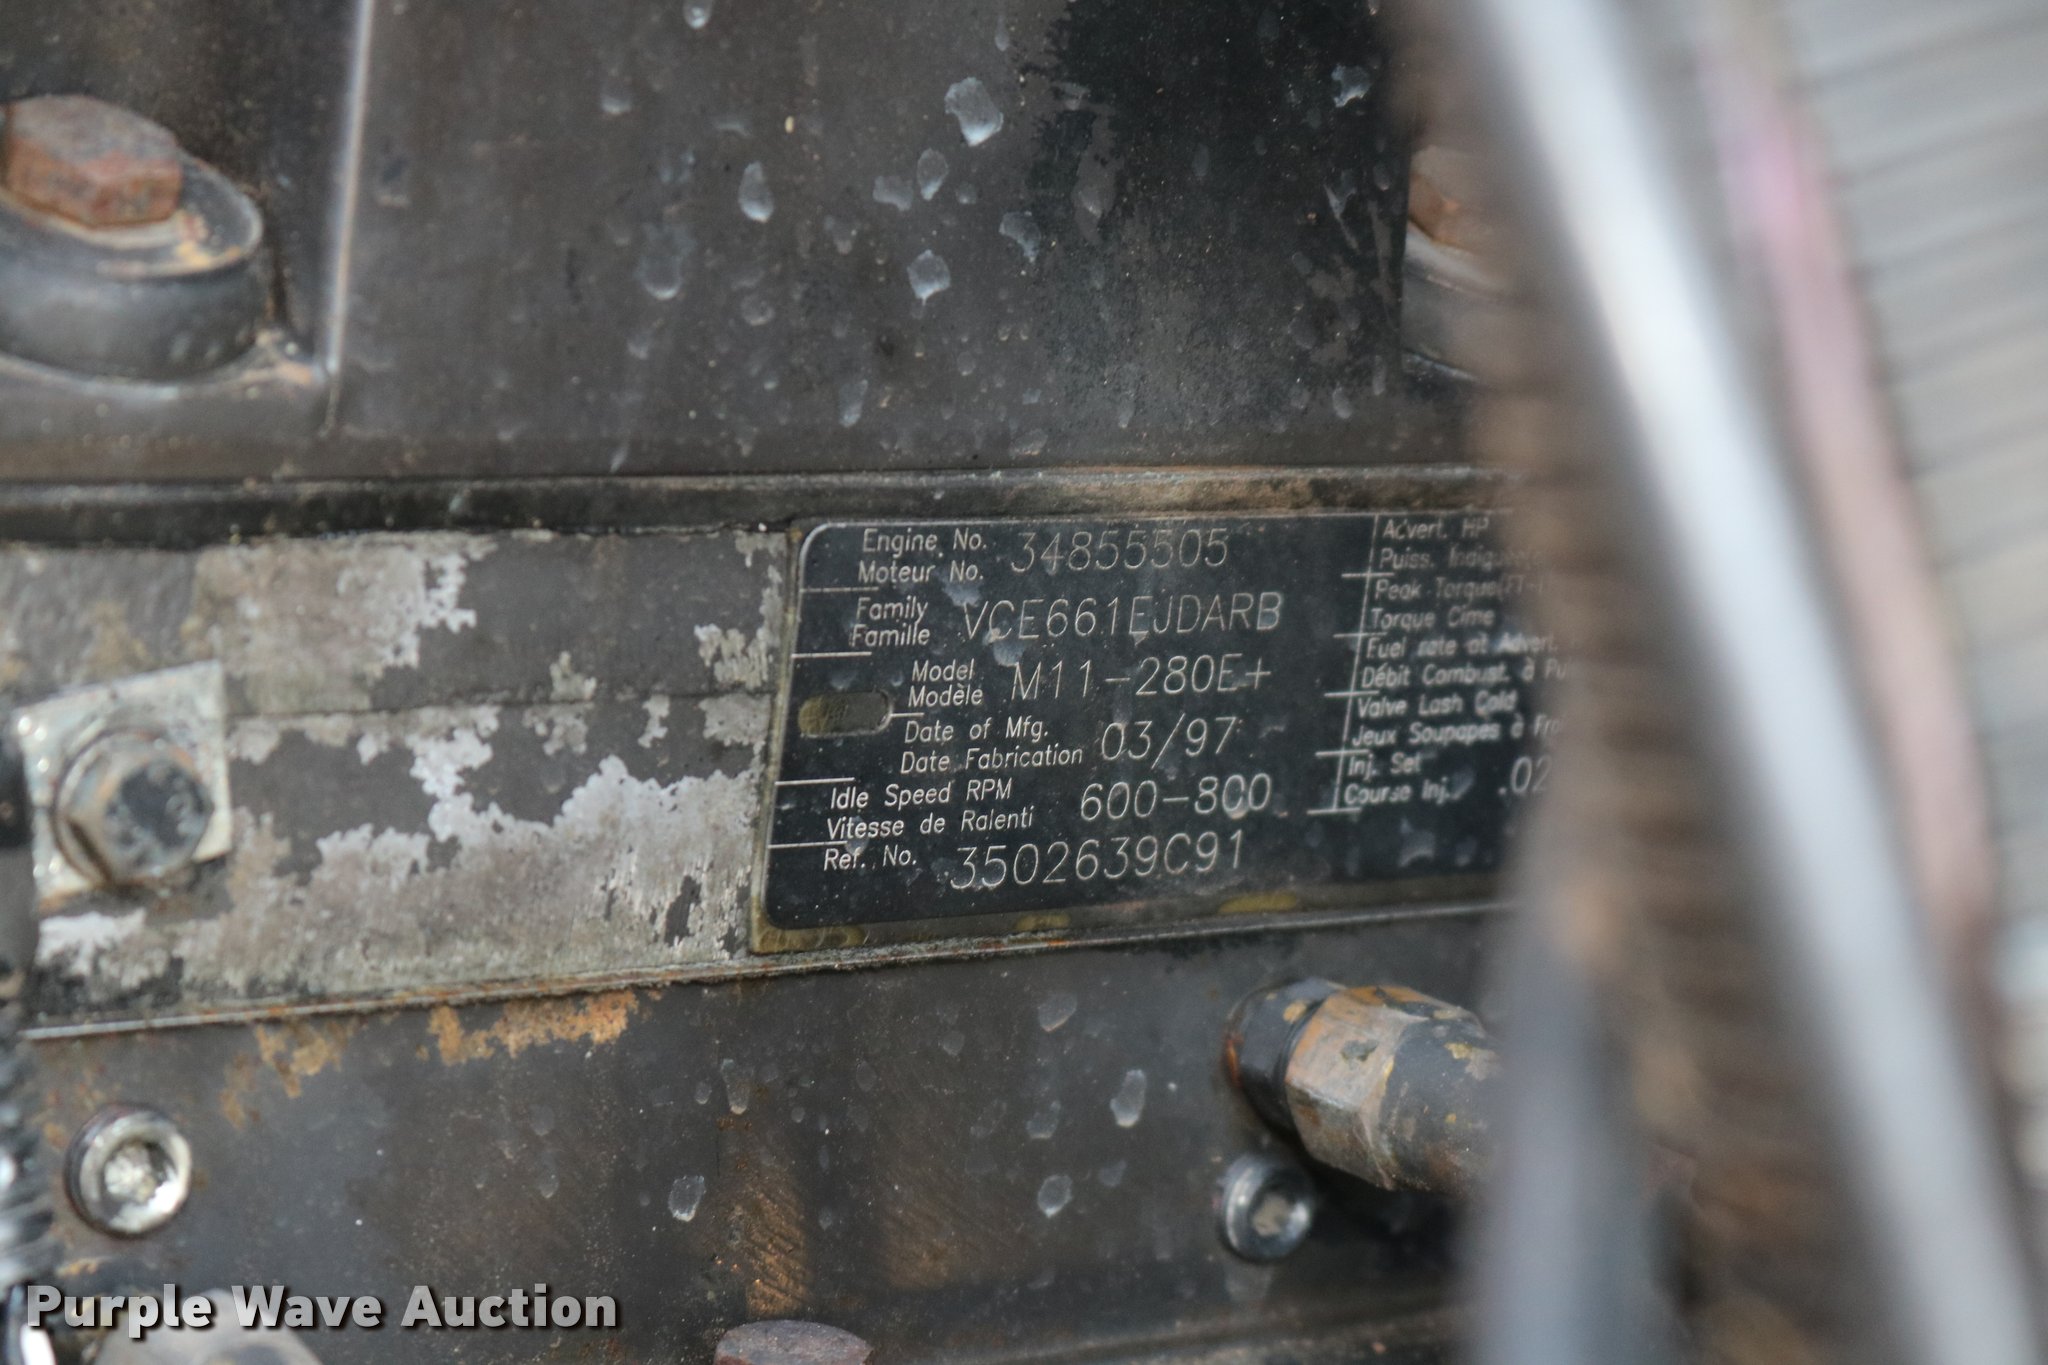 Engine No. 34855505
Moteur No.
Family VCE661EJDARB
Famille
Model M11-280E+
Modèle
Date of Mfg. 03/97
Date Fabrication
Idle Speed RPM 600-800
Vitesse de Ralenti
Ref. No. 3502639C91
Advert. HP
Puiss.
Peak Torque
Torque Cime
Fuel rate at Advert.
Débit Combust. à
Valve Lash Cold
Jeux Soupapes à
Inj. Set
Course Inj. .02
Purple Wave Auction